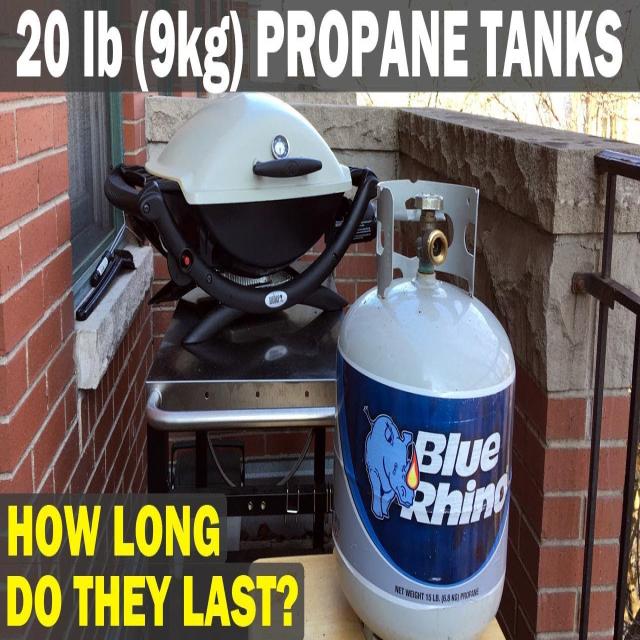 20 lb (9kg) PROPANE TANKS
Blue
Rhino
NET WEIGHT 15 LB. (6.8 KG) PROPANE
HOW LONG
DO THEY LAST?